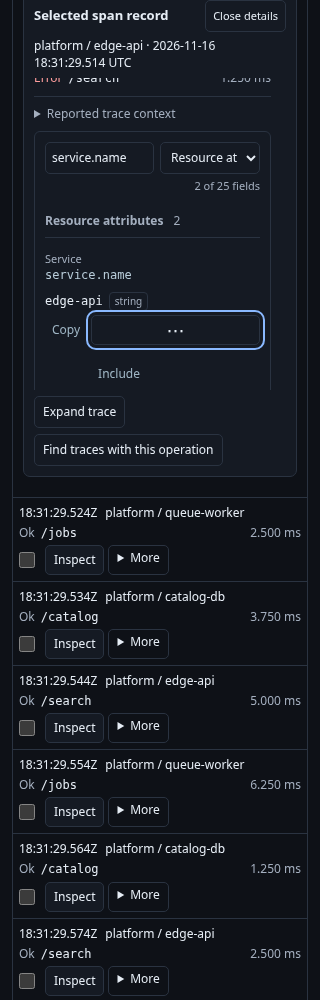 Selected span record
Close details
platform / edge-api · 2026-11-16
18:31:29.514 UTC
Error /search 1.250 ms
▶ Reported trace context
service.name
Resource at
2 of 25 fields
Resource attributes 2
Service
service.name
edge-api string
Copy ...
Include
Expand trace
Find traces with this operation
18:31:29.524Z platform / queue-worker
Ok /jobs 2.500 ms
Inspect ▶ More
18:31:29.534Z platform / catalog-db
Ok /catalog 3.750 ms
Inspect ▶ More
18:31:29.544Z platform / edge-api
Ok /search 5.000 ms
Inspect ▶ More
18:31:29.554Z platform / queue-worker
Ok /jobs 6.250 ms
Inspect ▶ More
18:31:29.564Z platform / catalog-db
Ok /catalog 1.250 ms
Inspect ▶ More
18:31:29.574Z platform / edge-api
Ok /search 2.500 ms
Inspect ▶ More